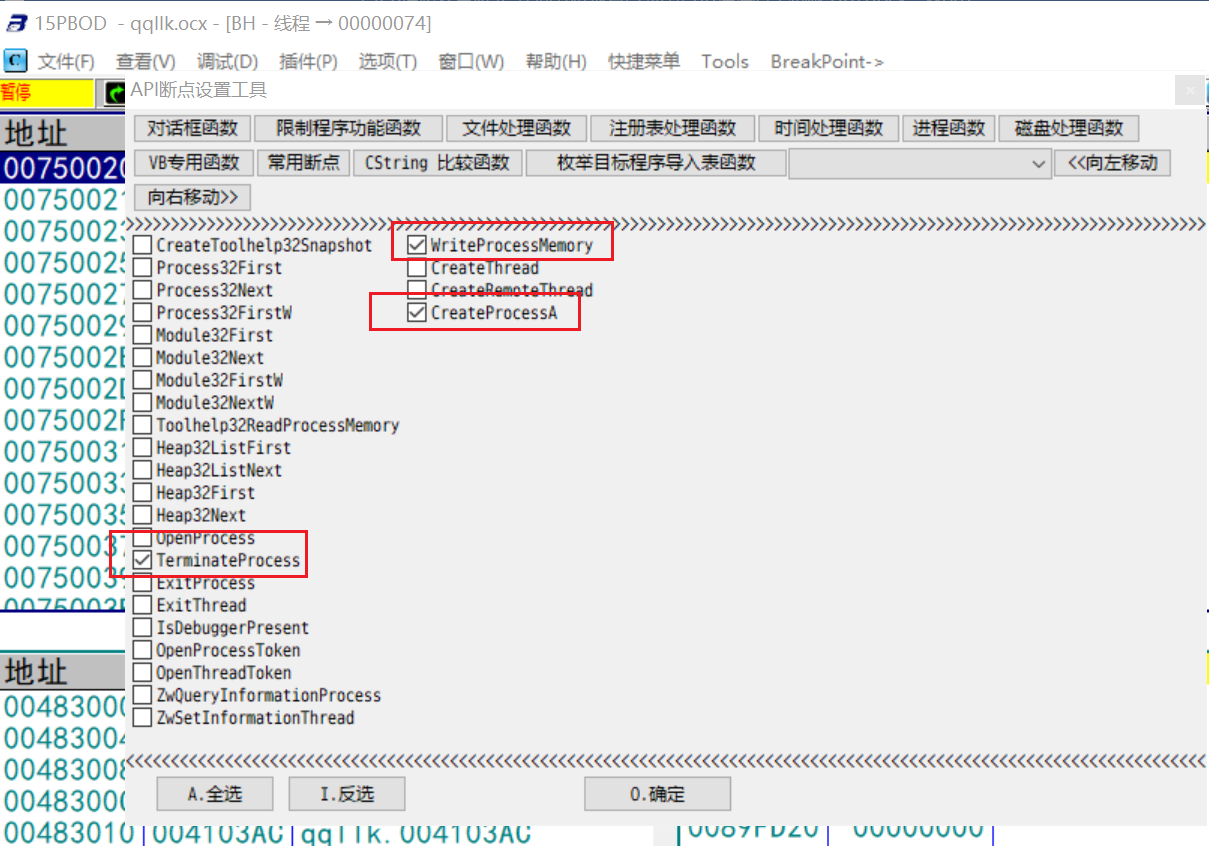 15PBOD - qqllk.ocx - [BH - 线程 → 00000074]
C 文件(F) 查看(V) 调试(D) 插件(P) 选项(T) 窗口(W) 帮助(H) 快捷菜单 Tools BreakPoint->
暂停
API断点设置工具
对话框函数 限制程序功能函数 文件处理函数 注册表处理函数 时间处理函数 进程函数 磁盘处理函数
VB专用函数 常用断点 CString 比较函数 枚举目标程序导入表函数 <<向左移动
向右移动>>
CreateToolhelp32Snapshot WriteProcessMemory
Process32First CreateThread
Process32Next CreateRemoteThread
Process32FirstW CreateProcessA
Module32First
Module32Next
Module32FirstW
Module32NextW
Toolhelp32ReadProcessMemory
Heap32ListFirst
Heap32ListNext
Heap32First
Heap32Next
OpenProcess
TerminateProcess
ExitProcess
ExitThread
IsDebuggerPresent
OpenProcessToken
OpenThreadToken
ZwQueryInformationProcess
ZwSetInformationThread
A.全选 I.反选 O.确定
地址
地址
00483010 004103AC qqllk.004103AC 0089FD20 00000000